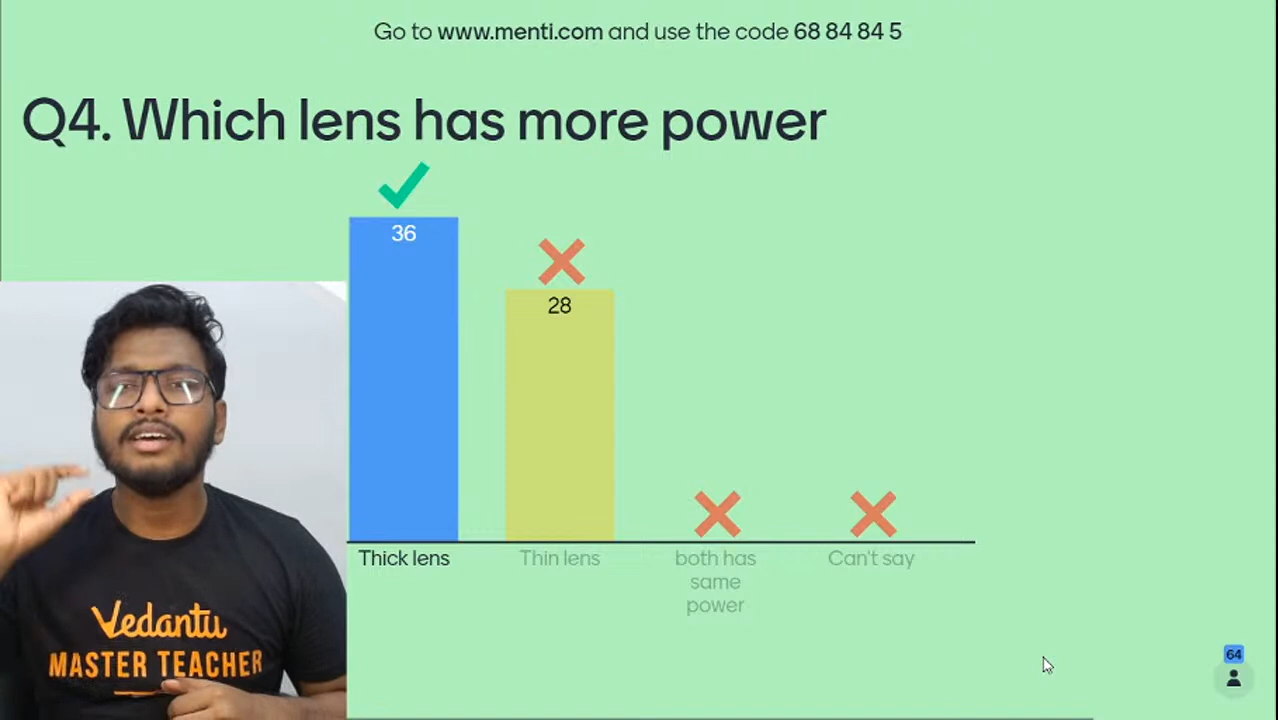 Go to www.menti.com and use the code 68 84 84 5
Q4. Which lens has more power
36
28
Thick lens
Thin lens
both has
same
power
Can't say
Vedantu
MASTER TEACHER
64